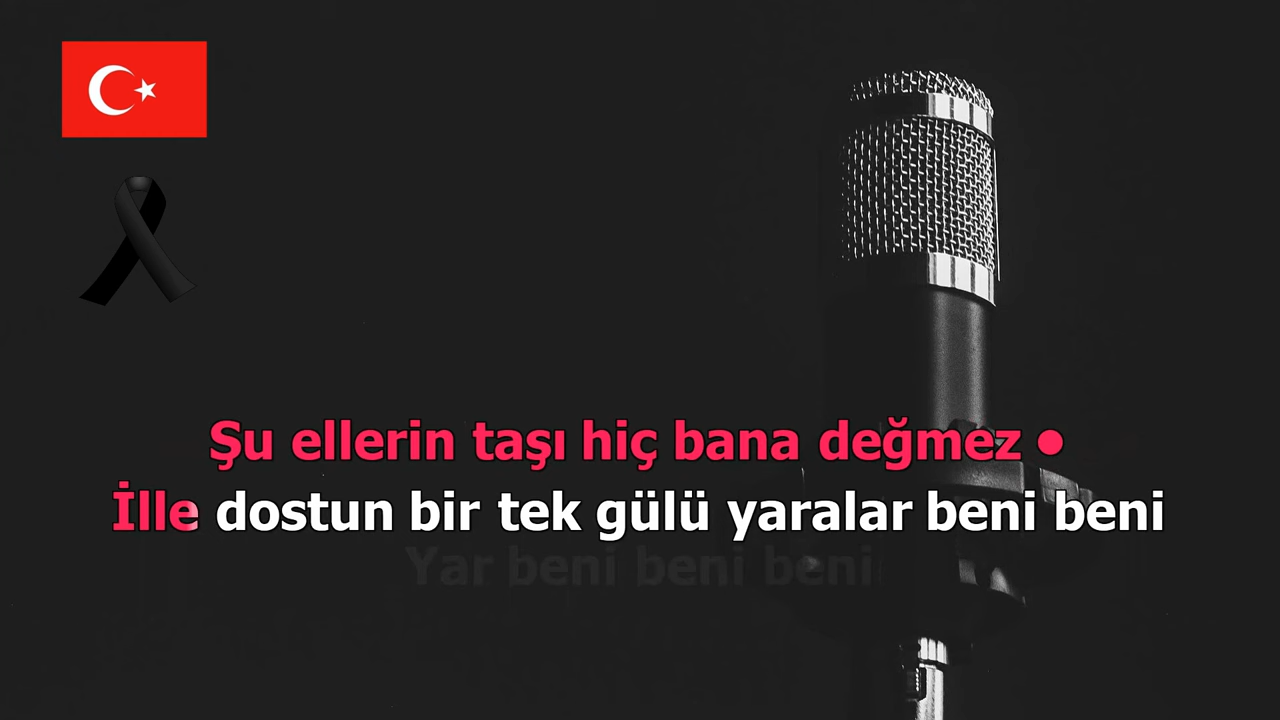 Şu ellerin taşı hiç bana değmez •
İlle dostun bir tek gülü yaralar beni beni
Yar beni beni beni